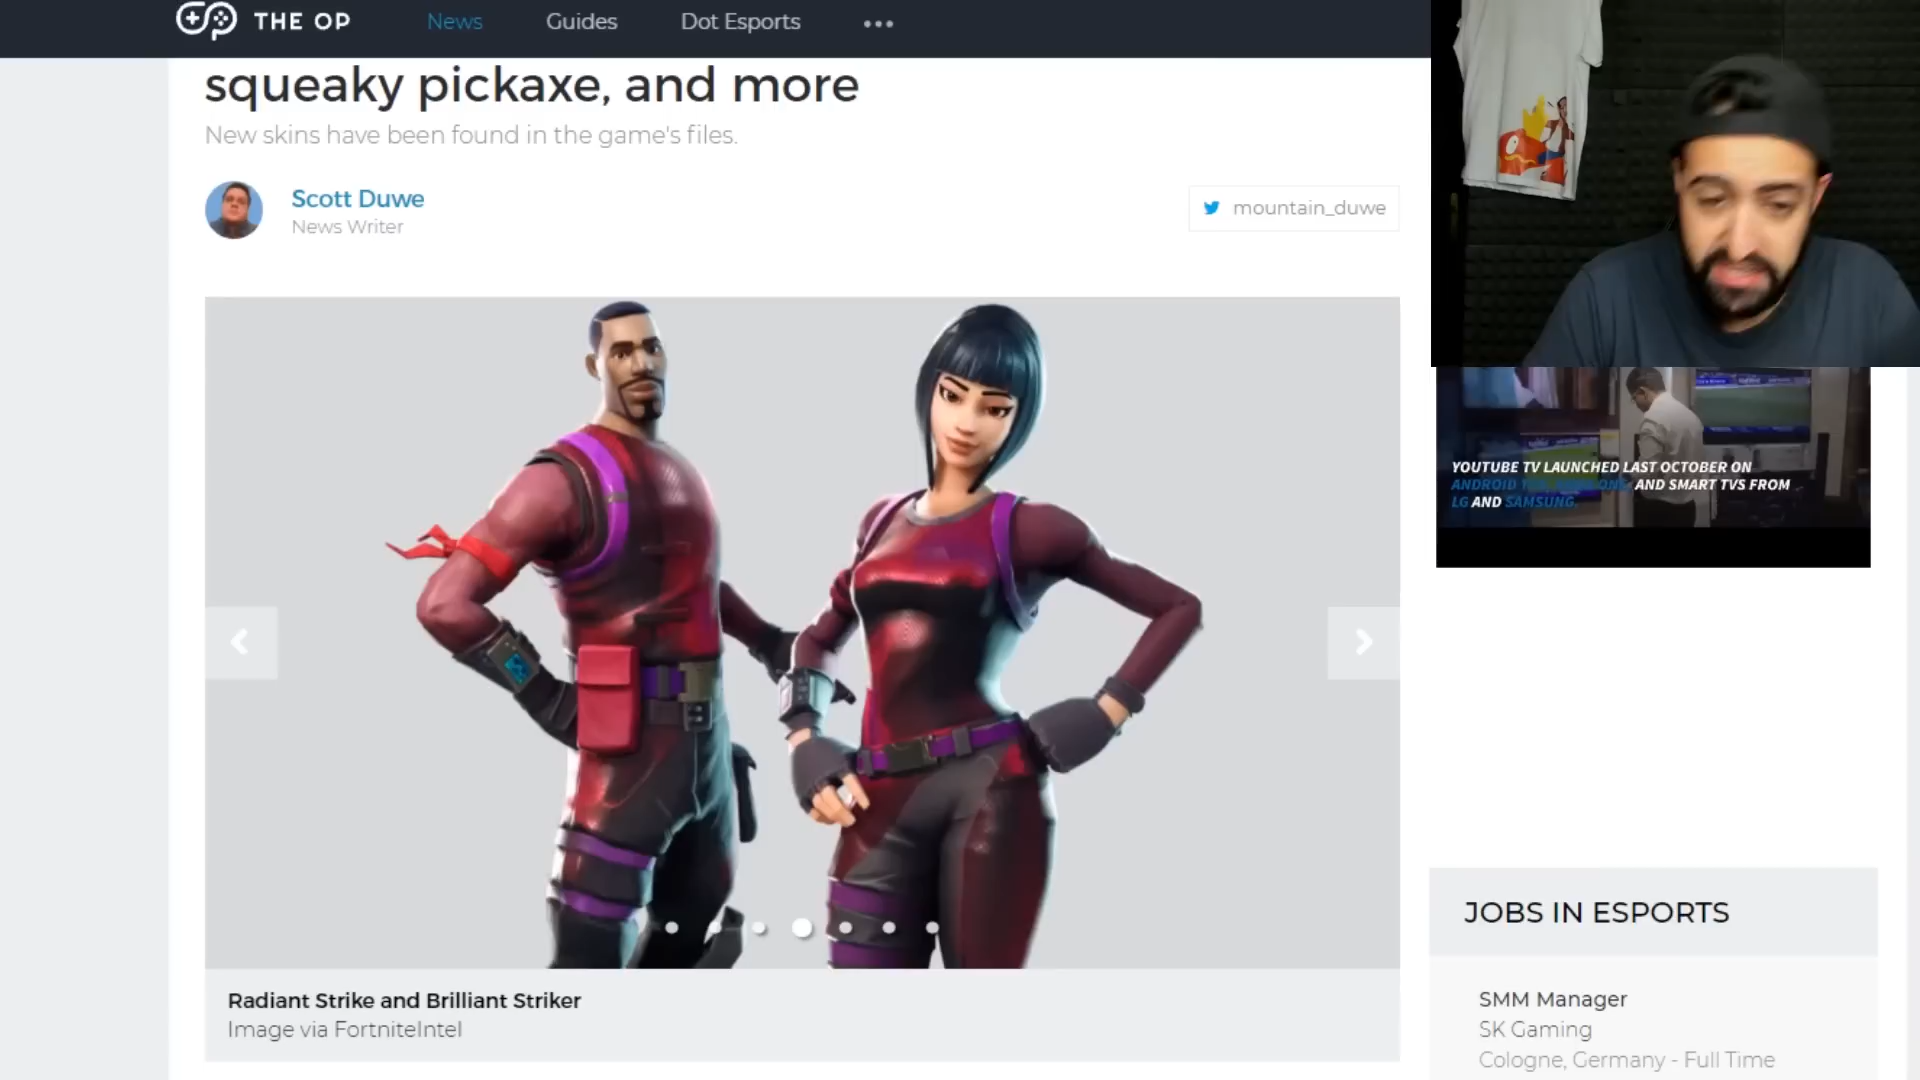 THE OP
News
Guides
Dot Esports
squeaky pickaxe, and more
New skins have been found in the game's files.
Scott Duwe
News Writer
mountain_duwe
YOUTUBE TV LAUNCHED LAST OCTOBER ON
ANDROID AND SMART TVS FROM
LG AND SAMSUNG.
Radiant Strike and Brilliant Striker
Image via FortniteIntel
JOBS IN ESPORTS
SMM Manager
SK Gaming
Cologne, Germany - Full Time